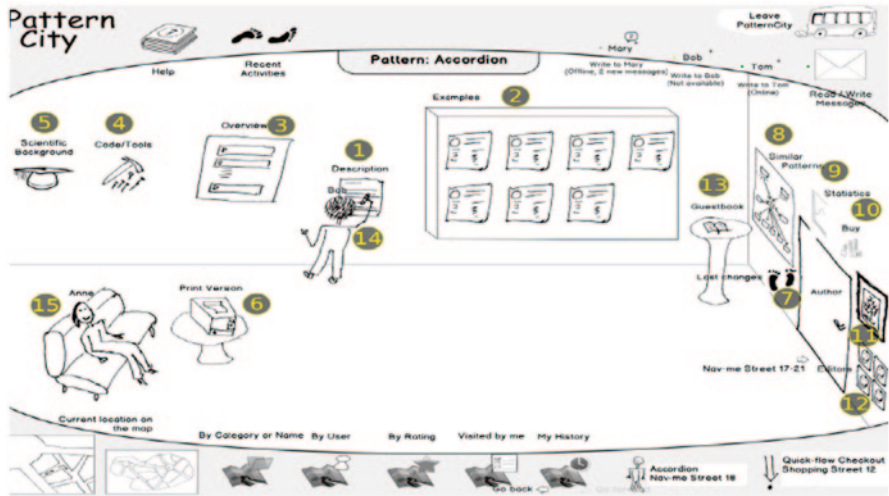 Pattern
City
Help
Recent
Activities
Pattern: Accordion
Mary
Write to Mary
(Offline, 2 new messages)
Bob
Write to Bob
(Not available)
Tom
Write to Tom
(Online)
Leave
PatternCity
Read / Write
Messages
5
Scientific
Background
4
Code/Tools
Overview 3
1
Description
Bob
14
Examples 2
13
Guestbook
8
Similar
Patterns
9
Statistics
10
Buy
Last changes
7
Author
11
Nav-me Street 17-21
Editors
12
15
Anne
Print Version
6
Current location on
the map
By Category or Name
By User
By Rating
Visited by me
My History
Go back
Accordion
Nav-me Street 18
Quick-flow Checkout
Shopping Street 12